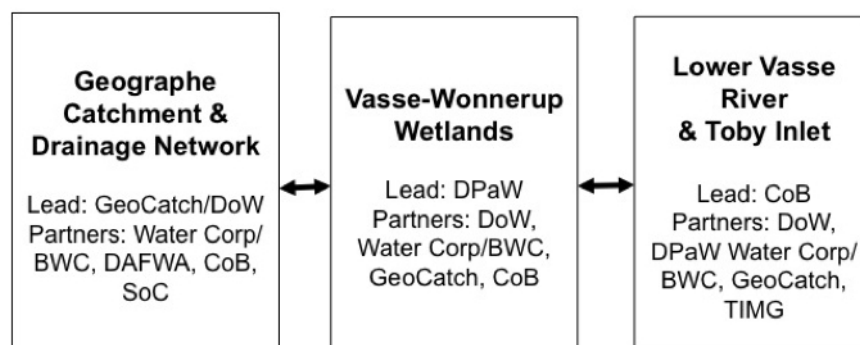 Geographe
Catchment &
Drainage Network
Lead: GeoCatch/DoW
Partners: Water Corp/
BWC, DAFWA, CoB,
SoC
Vasse-Wonnerup
Wetlands
Lead: DPaW
Partners: DoW,
Water Corp/BWC,
GeoCatch, CoB
Lower Vasse
River
& Toby Inlet
Lead: CoB
Partners: DoW,
DPaW Water Corp/
BWC, GeoCatch,
TIMG